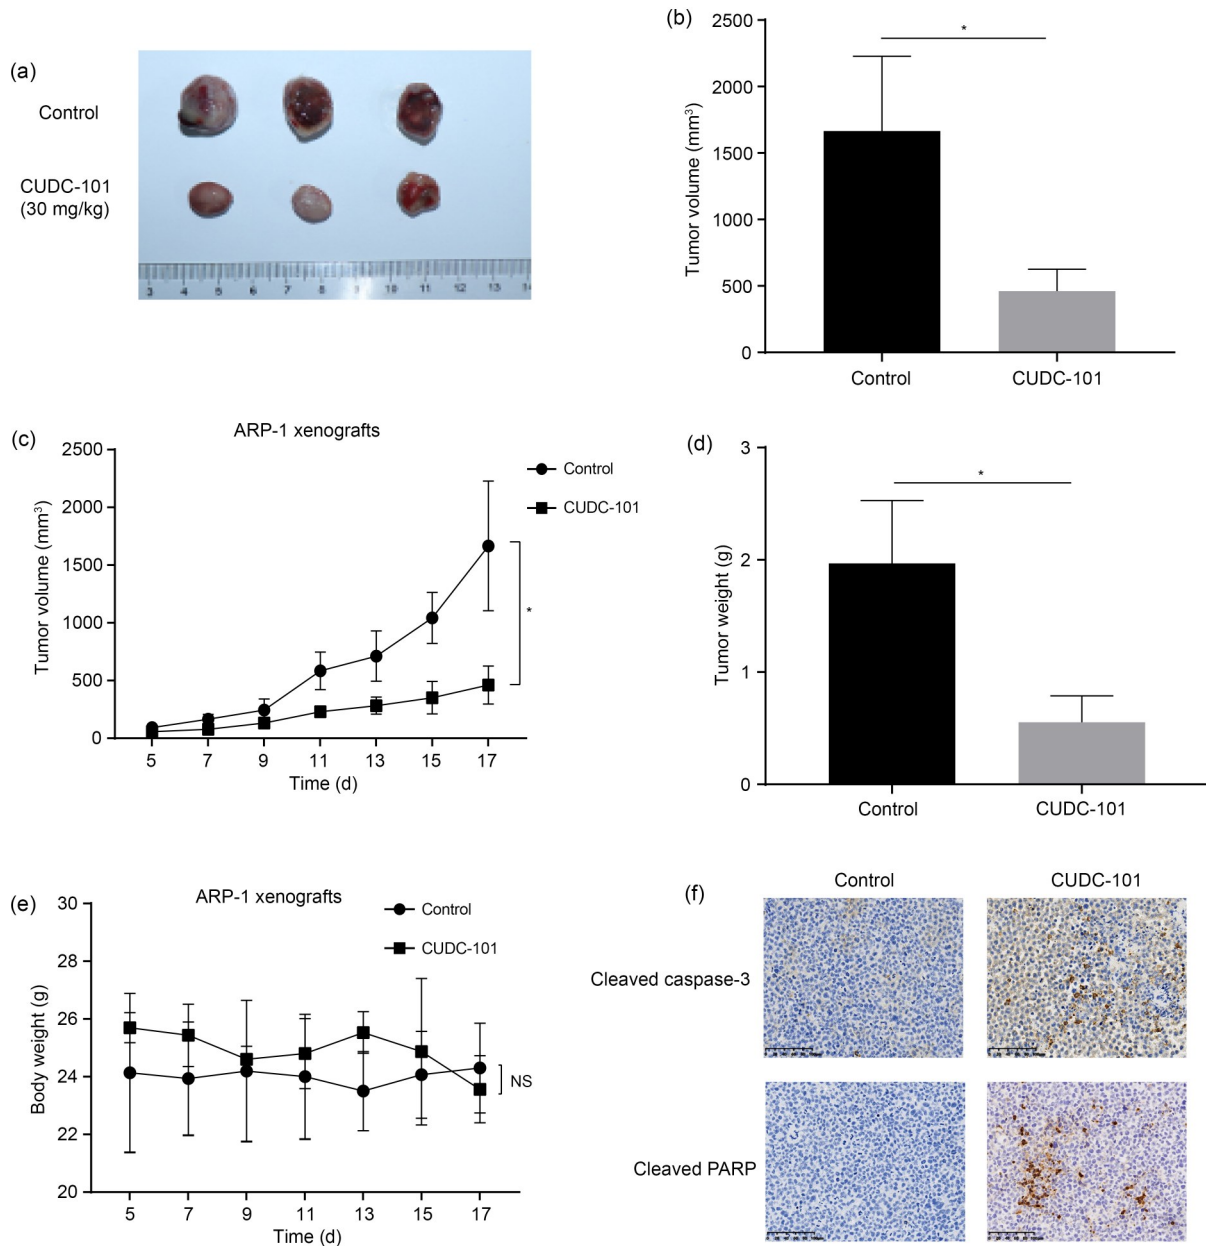 (a)
Control
CUDC-101
(30 mg/kg)
3 4 5 6 7 8 9 10 11 12 13 14
(b)
2500
2000
1500
1000
500
0
Tumor volume (mm³)
*
Control CUDC-101
(c)
ARP-1 xenografts
2500
2000
1500
1000
500
0
Tumor volume (mm³)
Control
CUDC-101
*
5 7 9 11 13 15 17
Time (d)
(d)
3
2
1
0
Tumor weight (g)
*
Control CUDC-101
(e)
ARP-1 xenografts
30
28
26
24
22
20
Body weight (g)
Control
CUDC-101
NS
5 7 9 11 13 15 17
Time (d)
(f)
Control CUDC-101
Cleaved caspase-3
Cleaved PARP